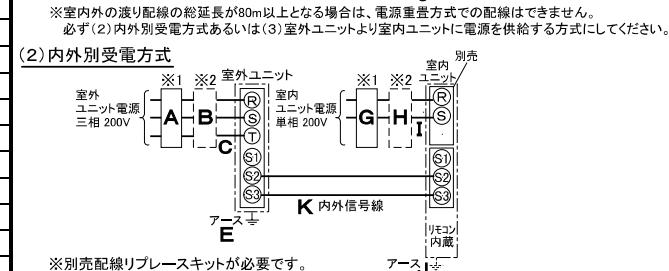 ※室内外の渡り配線の総延長が80m以上となる場合は、電源重畳方式での配線はできません。
必ず(2)内外別受電方式あるいは(3)室外ユニットより室内ユニットに電源を供給する方式にしてください。
(2)内外別受電方式
別売
※1 ※2 室外ユニット ※1 ※2 室内
ユニット
室外
ユニット電源
三相 200V
A B C
R
S
T
S1
S2
S3
室内
ユニット電源
単相 200V
G H I
R
S
S1
S2
S3
K 内外信号線
アース
E
リモコン
内蔵
※別売配線リプレースキットが必要です。
アース